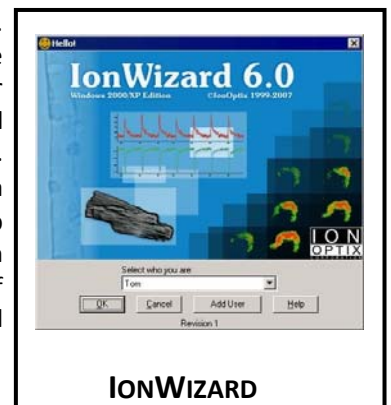 Hello!
IonWizard 6.0
Windows 2000/XP Edition ©IonOptix 1999-2007
ION
OPTIX
CORPORATION
Select who you are:
Tom
OK Cancel Add User Help
Revision 1
IONWIZARD